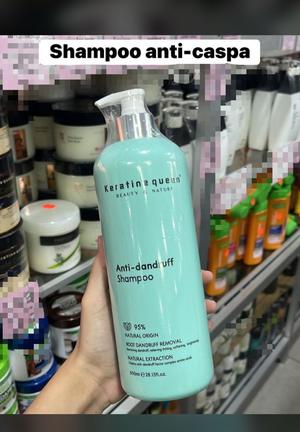 Shampoo anti-caspa
Keratine queen
BEAUTY & NATURE
Anti-dandruff
Shampoo
95%
NATURAL ORIGIN
ROOT DANDRUFF REMOVAL
NATURAL EXTRACTION